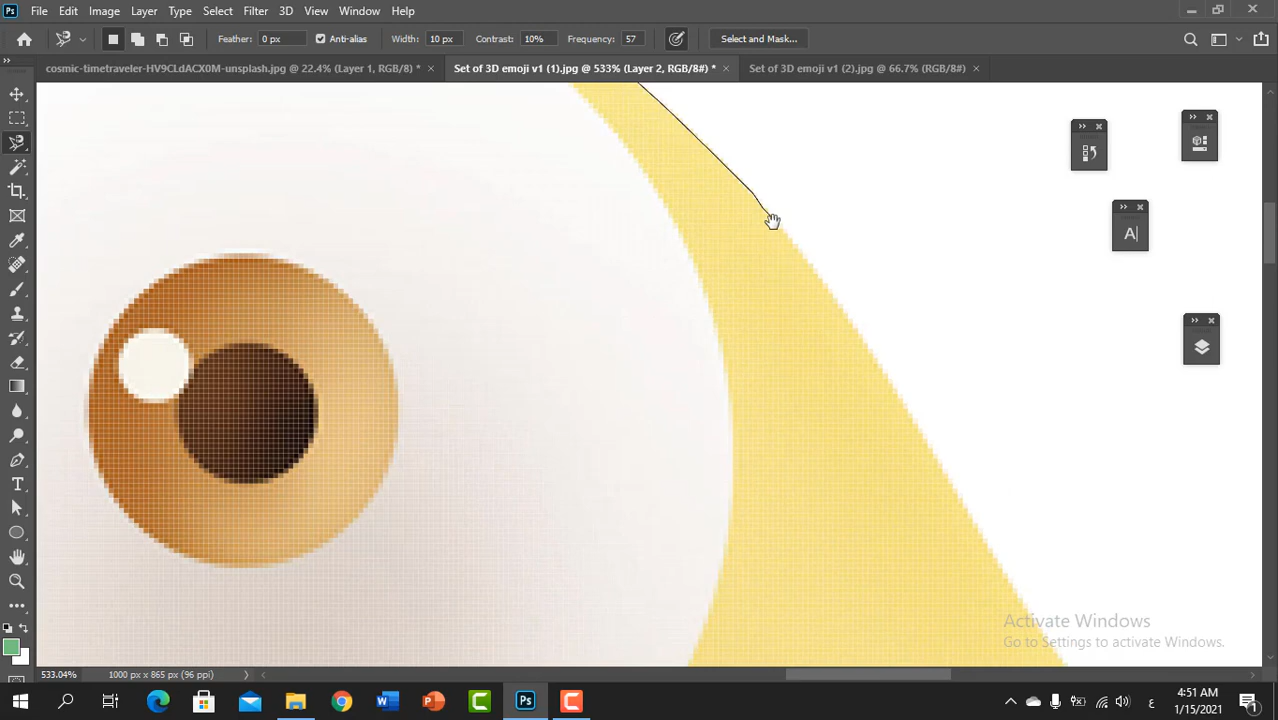 Ps File Edit Image Layer Type Select Filter 3D View Window Help
Feather: 0 px Anti-alias Width: 10 px Contrast: 10% Frequency: 57 Select and Mask...
cosmic-timetraveler-HV9CLdACX0M-unsplash.jpg @ 22.4% (Layer 1, RGB/8) * × Set of 3D emoji v1 (1).jpg @ 533% (Layer 2, RGB/8#) * × Set of 3D emoji v1 (2).jpg @ 66.7% (RGB/8#) ×
A
T
Activate Windows
Go to Settings to activate Windows.
533.04% 1000 px x 865 px (96 ppi)
W P C Ps C ع 4:51 AM
1/15/2021 1